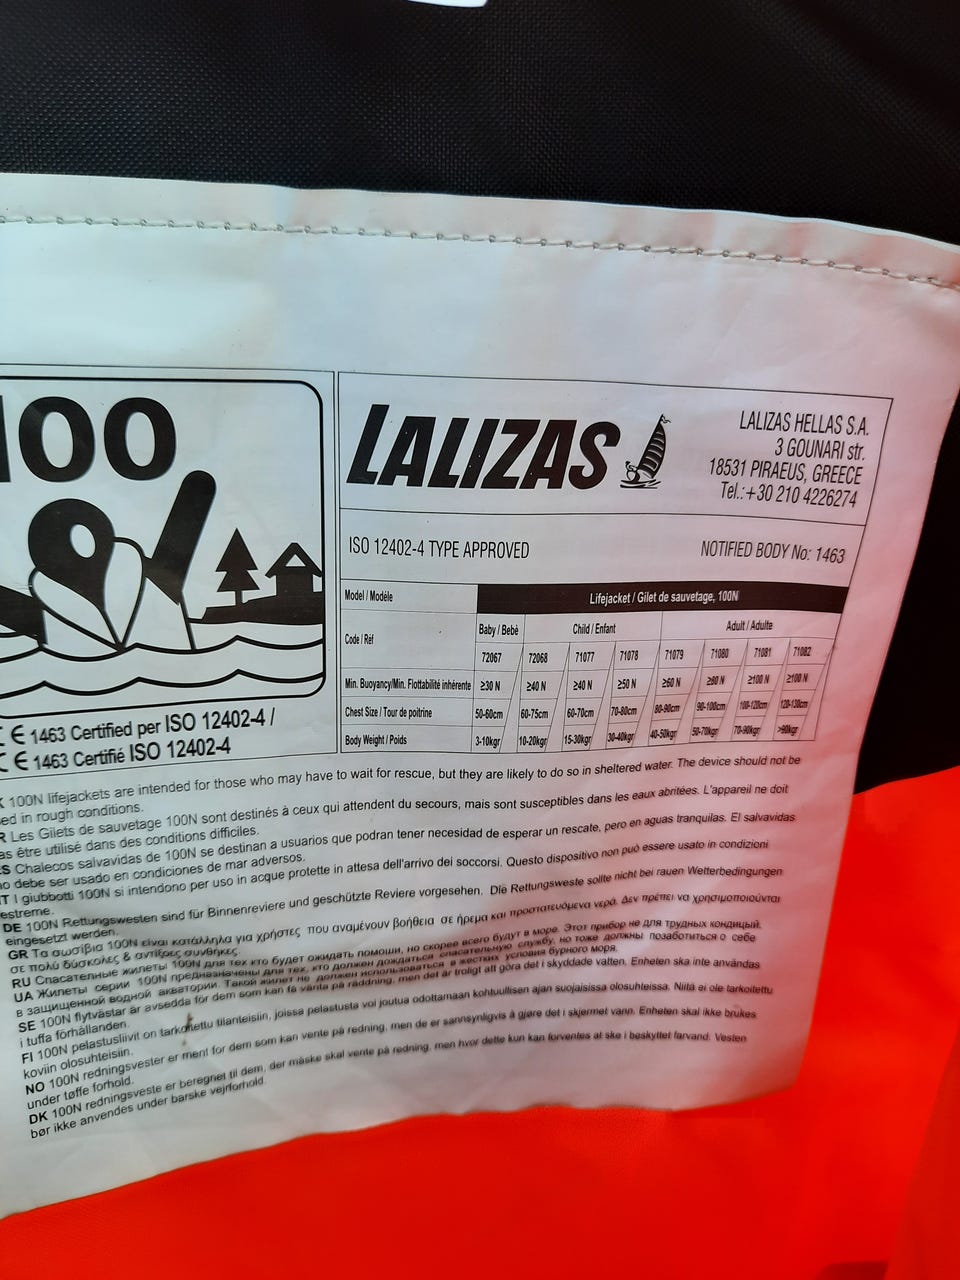 100
LALIZAS
LALIZAS HELLAS S.A.
3 GOUNARI str.
18531 PIRAEUS, GREECE
Tel.:+30 210 4226274
ISO 12402-4 TYPE APPROVED
NOTIFIED BODY No: 1463
Model / Modéle
Lifejacket / Gilet de sauvetage, 100N
Code / Réf
Baby / Bebè Child / Enfant Adult / Adulte
72067 72068 71077 71078 71079 71080 71081 71082
Min. Buoyancy/Min. Flottabilité inhérente ≥30 N ≥40 N ≥40 N ≥50 N ≥60 N ≥80 N ≥100 N ≥100 N
Chest Size / Tour de poitrine 50-60cm 60-75cm 60-70cm 70-80cm 80-90cm 90-100cm 100-120cm 120-130cm
Body Weight / Poids 3-10kgr 10-20kgr 15-30kgr 30-40kgr 40-50kgr 50-70kgr 70-90kgr >90kgr
CE 1463 Certified per ISO 12402-4 /
CE 1463 Certifié ISO 12402-4
100N lifejackets are intended for those who may have to wait for rescue, but they are likely to do so in sheltered water. The device should not be
ed in rough conditions.
R Les Gilets de sauvetage 100N sont destinés à ceux qui attendent du secours, mais sont susceptibles dans les eaux abritées. L'appareil ne doit
as être utilisé dans des conditions difficiles.
ES Chalecos salvavidas de 100N se destinan a usuarios que podran tener necesidad de esperar un rescate, pero en aguas tranquilas. El salvavidas
no debe ser usado en condiciones de mar adversos.
IT I giubbotti 100N si intendono per uso in acque protette in attesa dell'arrivo dei soccorsi. Questo dispositivo non può essere usato in condizioni
estreme.
DE 100N Rettungswesten sind für Binnenreviere und geschützte Reviere vorgesehen. Die Rettungsweste sollte nicht bei rauen Wetterbedingungen
eingesetzt werden.
GR Τα σωσίβια 100N είναι κατάλληλα για χρήστες που αναμένουν βοήθεια σε ήρεμα και προστατευόμενα νερά. Δεν πρέπει να χρησιμοποιούνται
σε πολύ δύσκολες & αντίξοες συνθήκες.
RU Спасательные жилеты 100N для тех кто будет ожидать помощи, но скорее всего будут в море. Этот прибор не для трудных кондиций.
UA Жилеты серии 100N предназначены для тех, кто должен дождаться спасательную службу, но тоже должны позаботиться о себе
в защищенной водной акватории. Такой жилет не должен использоваться в жестких условия бурного моря.
SE 100N flytvästar är avsedda för dem som kan få vänta på räddning, men det är troligt att göra det i skyddade vatten. Enheten ska inte användas
i tuffa förhållanden.
FI 100N pelastusliivit on tarkoitettu tilanteisiin, joissa pelastusta voi joutua odottamaan kohtuullisen ajan suojaisissa olosuhteissa. Niitä ei ole tarkoitettu
koviin olosuhteisiin.
NO 100N redningsvester er ment for dem som kan vente på redning, men de er sannsynligvis å gjøre det i skjermet vann. Enheten skal ikke brukes
under tøffe forhold.
DK 100N redningsveste er beregnet til dem, der måske skal vente på redning, men hvor dette kun kan forventes at ske i beskyttet farvand. Vesten
bør ikke anvendes under barske vejrforhold.